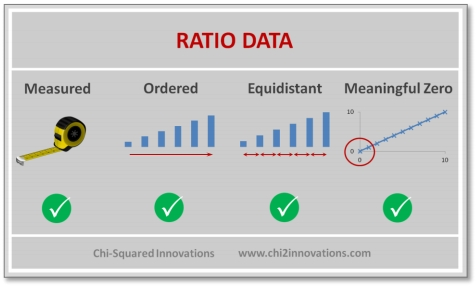 RATIO DATA
Measured Ordered Equidistant Meaningful Zero
10
0
0 10
Chi-Squared Innovations www.chi2innovations.com